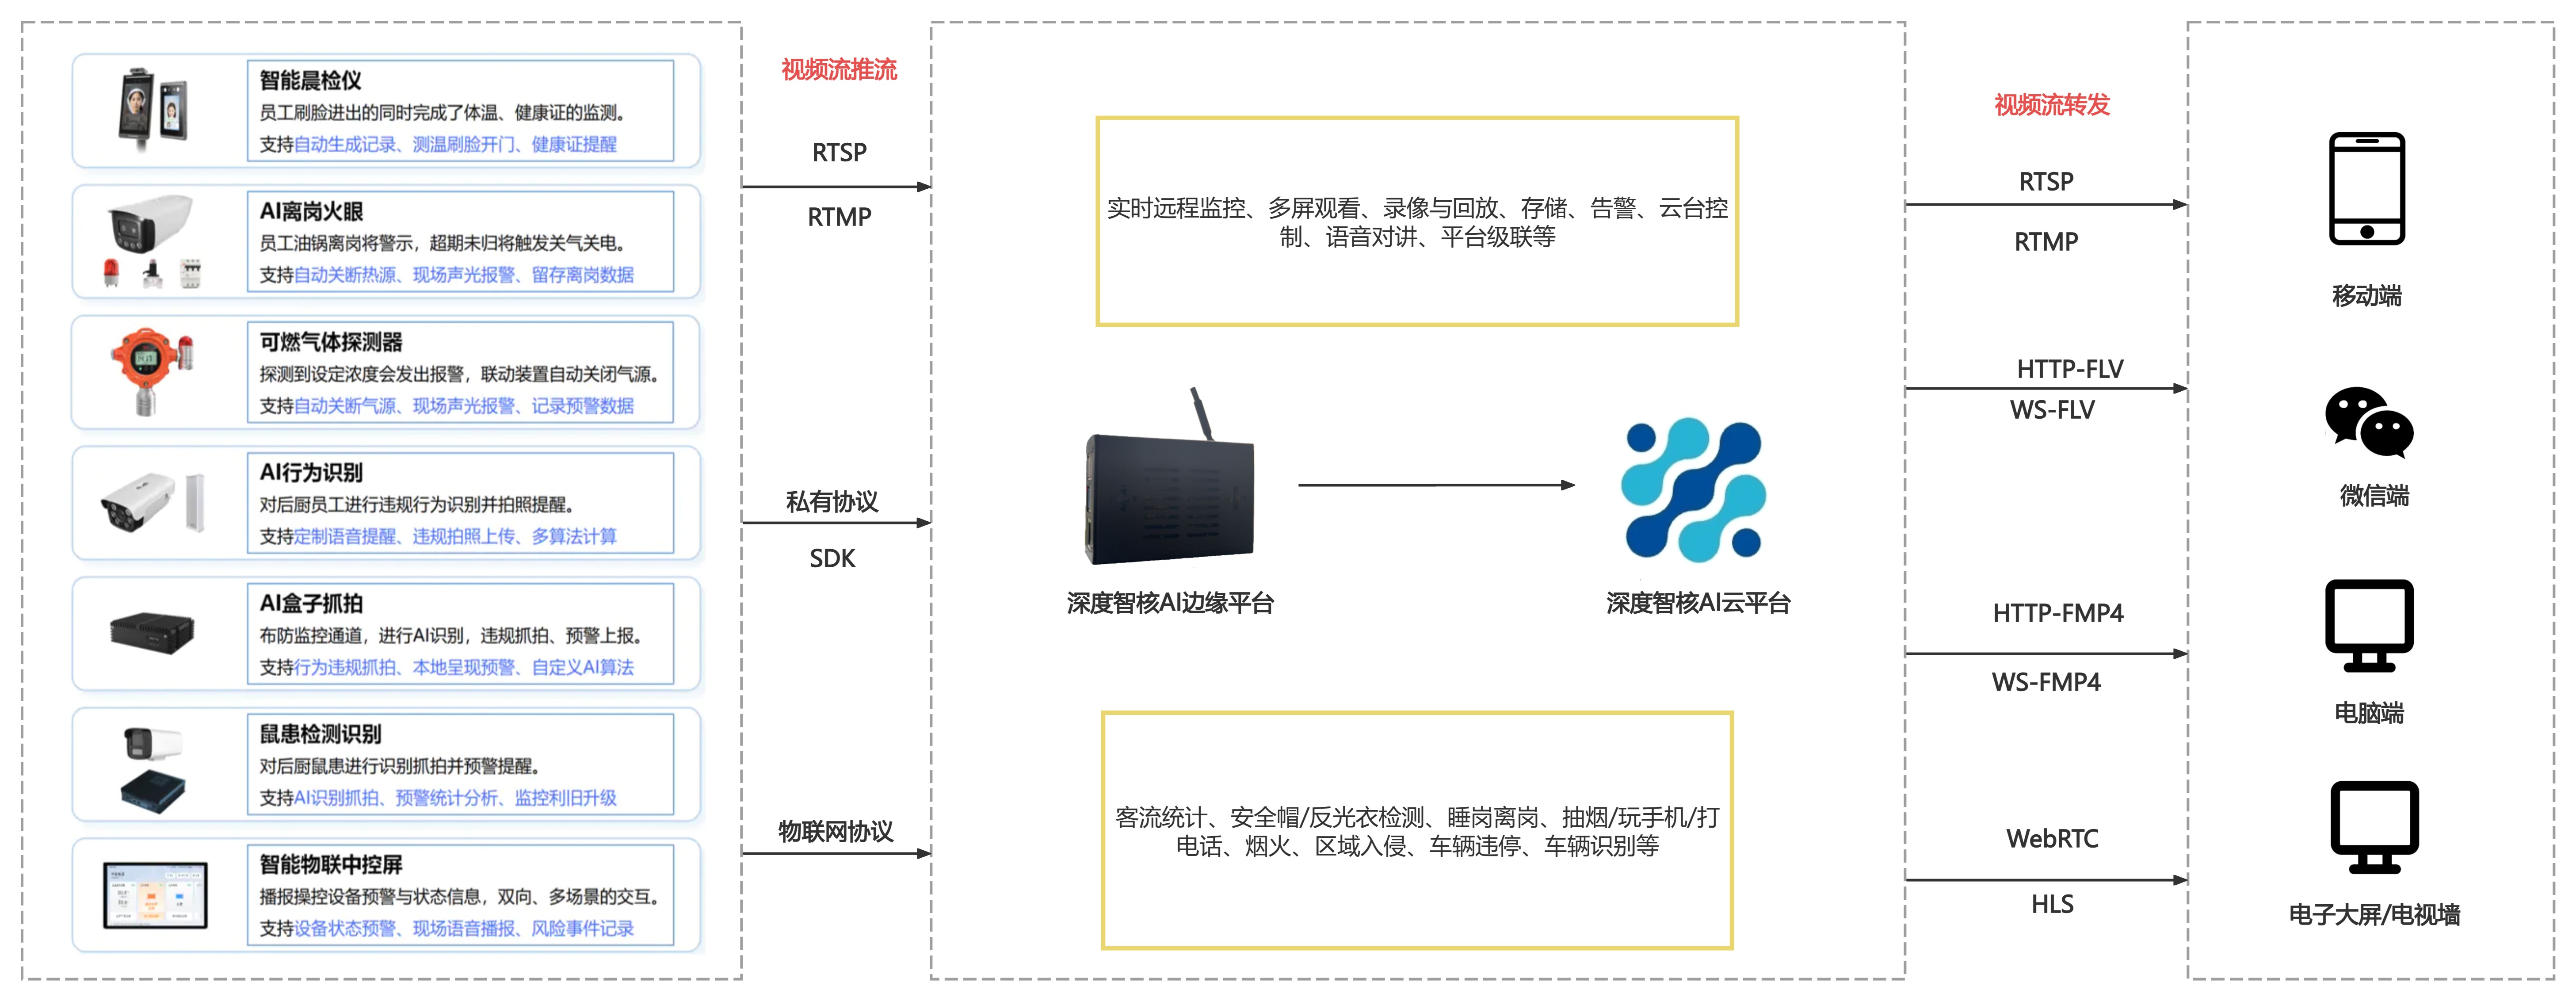 智能晨检仪
员工刷脸进出的同时完成了体温、健康证的监测。
支持自动生成记录、测温刷脸开门、健康证提醒
AI离岗火眼
员工油锅离岗将警示，超期未归将触发关气关电。
支持自动关断热源、现场声光报警、留存离岗数据
可燃气体探测器
探测到设定浓度会发出报警，联动装置自动关闭气源。
支持自动关断气源、现场声光报警、记录预警数据
AI行为识别
对后厨员工进行违规行为识别并拍照提醒。
支持定制语音提醒、违规拍照上传、多算法计算
AI盒子抓拍
布防监控通道，进行AI识别，违规抓拍、预警上报。
支持行为违规抓拍、本地呈现预警、自定义AI算法
鼠患检测识别
对后厨鼠患进行识别抓拍并预警提醒。
支持AI识别抓拍、预警统计分析、监控利旧升级
智能物联中控屏
播报操控设备预警与状态信息，双向、多场景的交互。
支持设备状态预警、现场语音播报、风险事件记录
视频流推流
RTSP
RTMP
私有协议
SDK
物联网协议
实时远程监控、多屏观看、录像与回放、存储、告警、云台控
制、语音对讲、平台级联等
深度智核AI边缘平台
深度智核AI云平台
客流统计、安全帽/反光衣检测、睡岗离岗、抽烟/玩手机/打
电话、烟火、区域入侵、车辆违停、车辆识别等
视频流转发
RTSP
RTMP
HTTP-FLV
WS-FLV
HTTP-FMP4
WS-FMP4
WebRTC
HLS
移动端
微信端
电脑端
电子大屏/电视墙